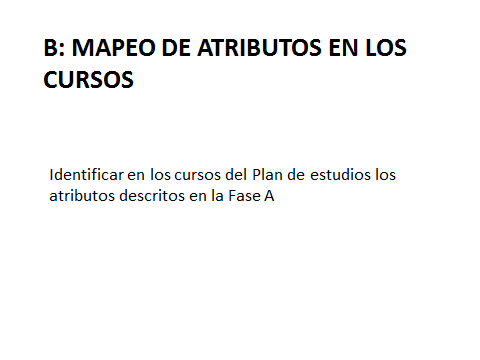 B: MAPEO DE ATRIBUTOS EN LOS
CURSOS
Identificar en los cursos del Plan de estudios los
atributos descritos en la Fase A